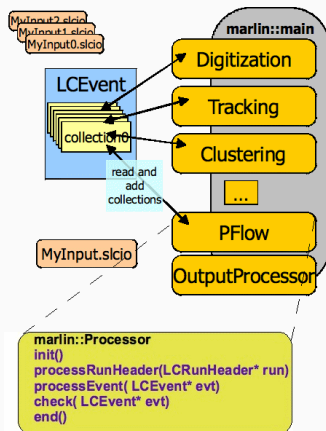 MyInput2.slcio
MyInput1.slcio
MyInput0.slcio
marlin::main
LCEvent
collection0
read and
add
collections
Digitization
Tracking
Clustering
...
PFlow
OutputProcessor
MyInput.slcio
marlin::Processor
init()
processRunHeader(LCRunHeader* run)
processEvent( LCEvent* evt)
check( LCEvent* evt)
end()